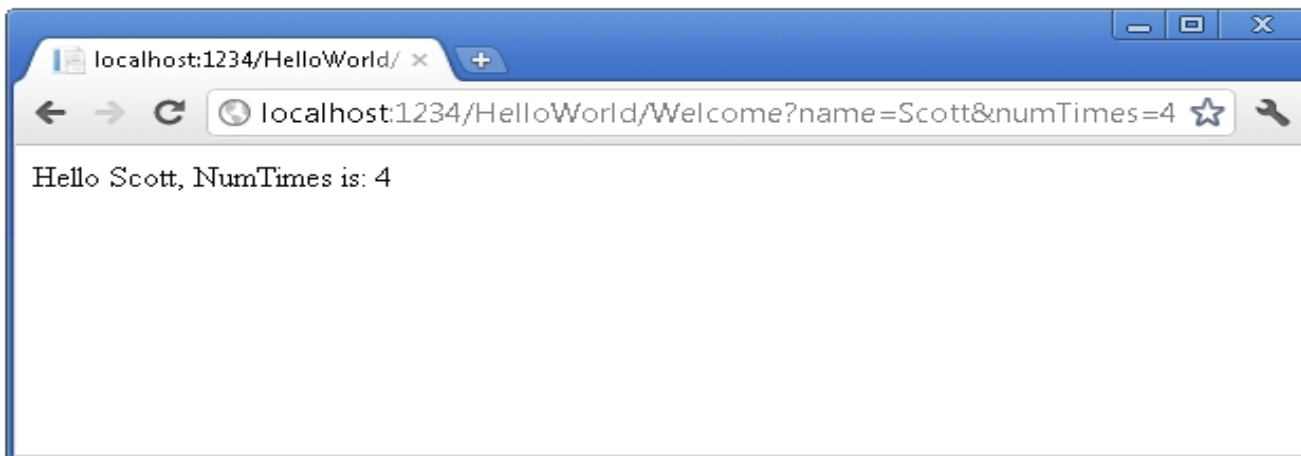 localhost:1234/HelloWorld/
localhost:1234/HelloWorld/Welcome?name=Scott&numTimes=4
Hello Scott, NumTimes is: 4